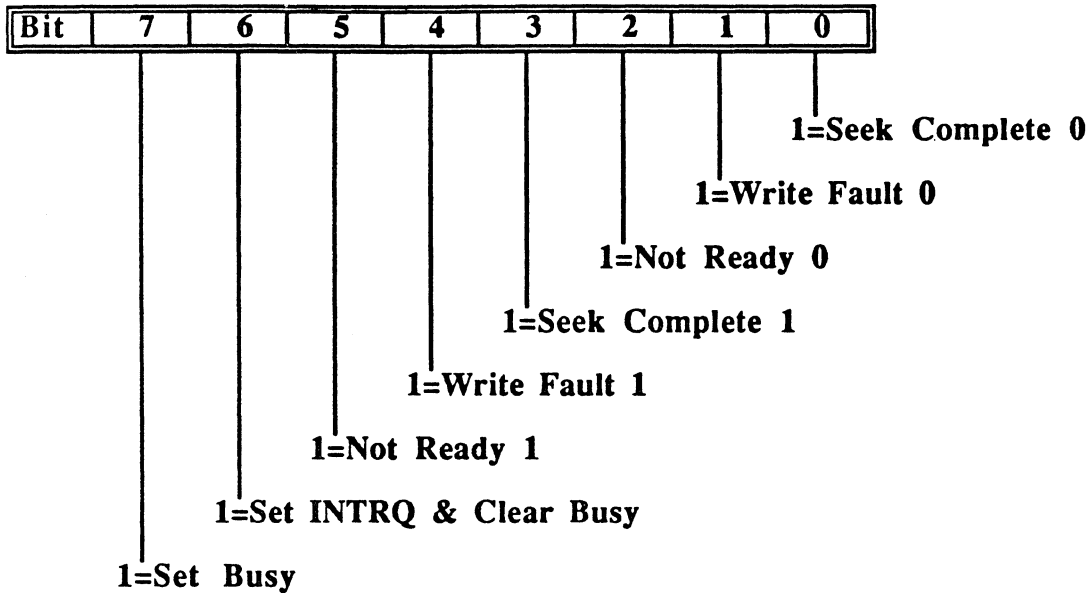 Bit 7 6 5 4 3 2 1 0
1=Seek Complete 0
1=Write Fault 0
1=Not Ready 0
1=Seek Complete 1
1=Write Fault 1
1=Not Ready 1
1=Set INTRQ & Clear Busy
1=Set Busy